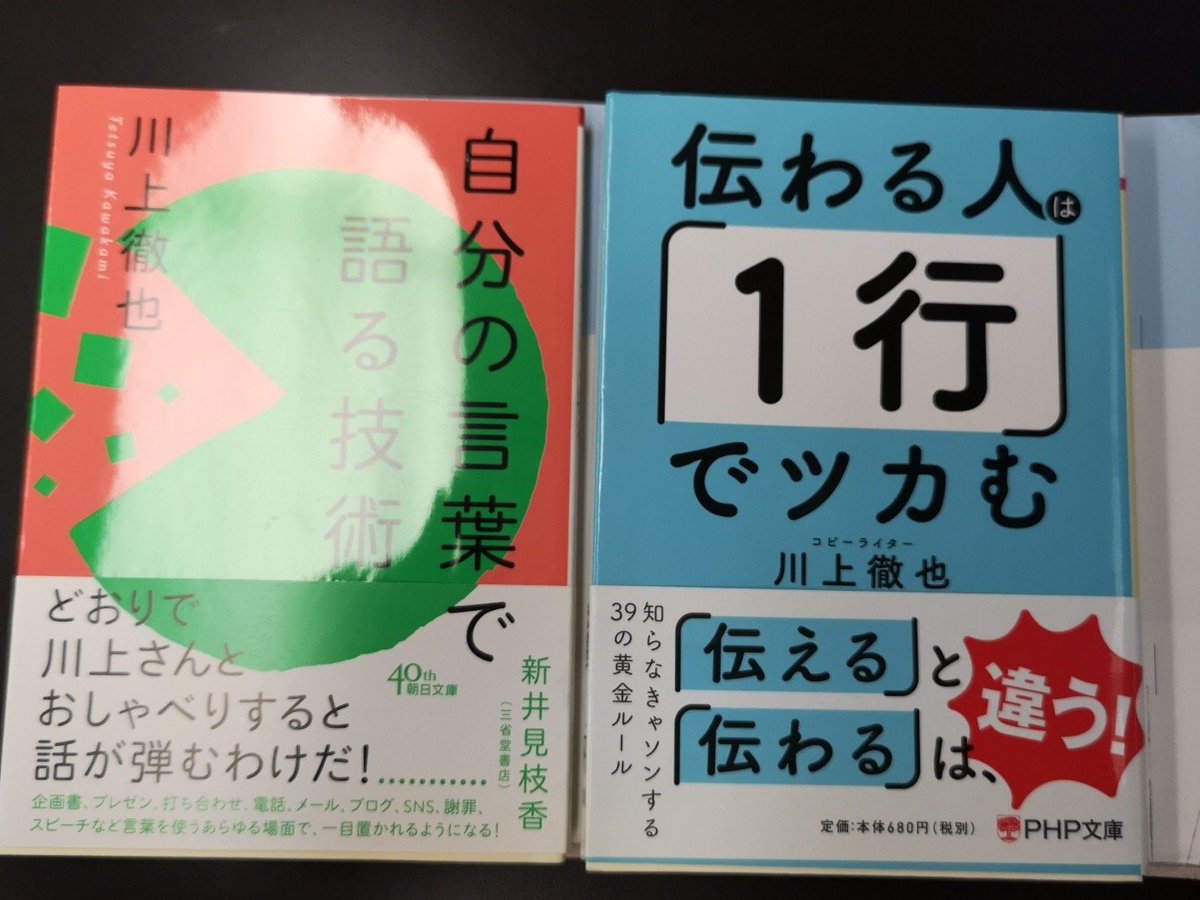 自分の言葉で
語る技術
川上徹也
Tetsuya Kawakami
どおりで
川上さんと
おしゃべりすると
話が弾むわけだ!…………
新井見枝香
(三省堂書店)
40th
朝日文庫
企画書、プレゼン、打ち合わせ、電話、メール、ブログ、SNS、謝罪、
スピーチなど言葉を使うあらゆる場面で、一目置かれるようになる!
伝わる人は
「1行」
でツカむ
コピーライター
川上徹也
知らなきゃソンする
39の黄金ルール
「伝える」と
「伝わる」は、
違う!
定価:本体680円(税別)
PHP文庫